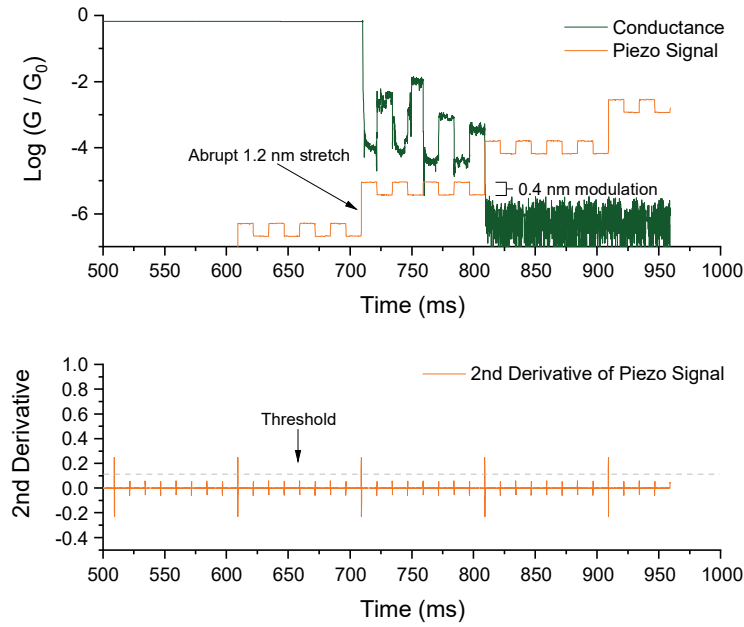 Conductance
Piezo Signal
Log (G / G₀)
0
-2
-4
-6
Abrupt 1.2 nm stretch
0.4 nm modulation
500 550 600 650 700 750 800 850 900 950 1000
Time (ms)
2nd Derivative of Piezo Signal
Threshold
2nd Derivative
1.0
0.8
0.6
0.4
0.2
0.0
-0.2
-0.4
500 550 600 650 700 750 800 850 900 950 1000
Time (ms)